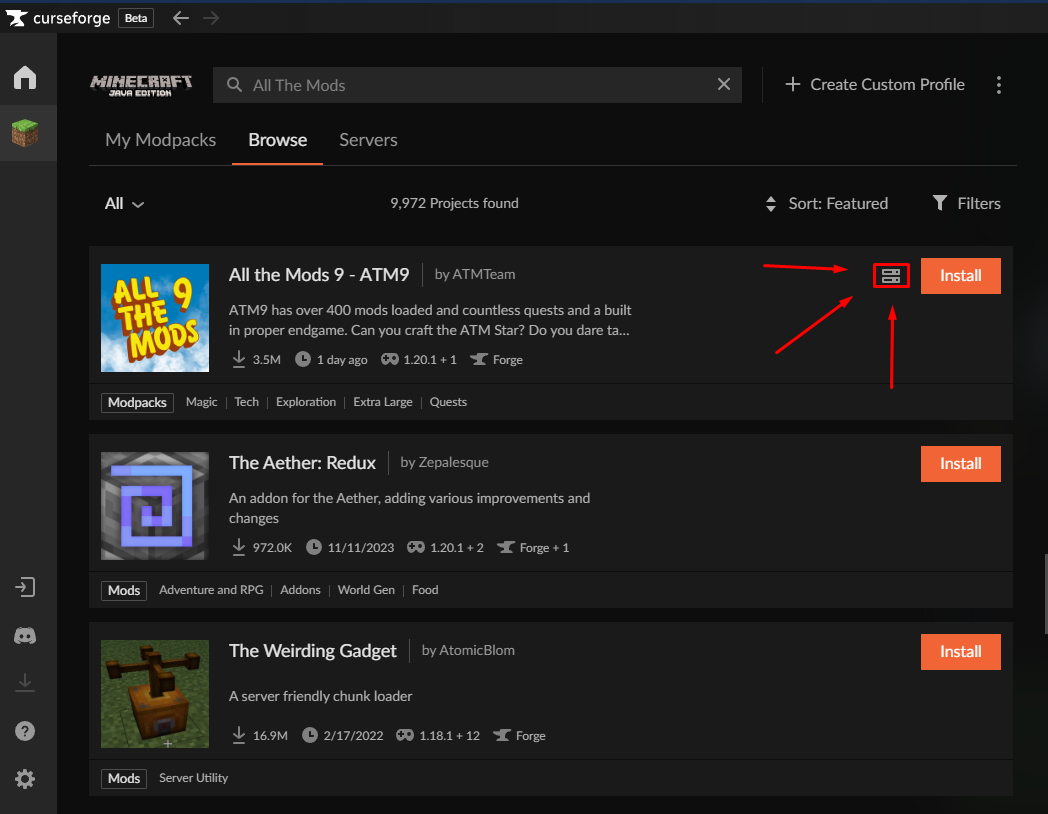 curseforge Beta
MINECRAFT
JAVA EDITION
All The Mods
Create Custom Profile
My Modpacks Browse Servers
All 9,972 Projects found Sort: Featured Filters
ALL THE MODS 9
All the Mods 9 - ATM9 by ATMTeam Install
ATM9 has over 400 mods loaded and countless quests and a built
in proper endgame. Can you craft the ATM Star? Do you dare ta...
3.5M 1 day ago 1.20.1 + 1 Forge
Modpacks Magic Tech Exploration Extra Large Quests
The Aether: Redux by Zepalesque Install
An addon for the Aether, adding various improvements and
changes
972.0K 11/11/2023 1.20.1 + 2 Forge + 1
Mods Adventure and RPG Addons World Gen Food
The Weirding Gadget by AtomicBlom Install
A server friendly chunk loader
16.9M 2/17/2022 1.18.1 + 12 Forge
Mods Server Utility